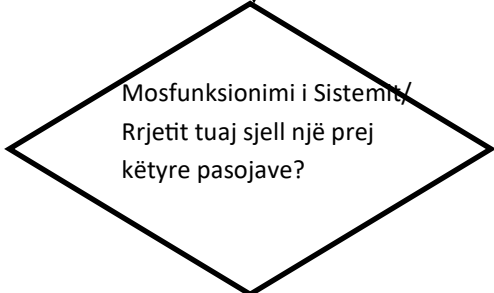 Mosfunksionimi i Sistemit/
Rrjetit tuaj sjell një prej
këtyre pasojave?